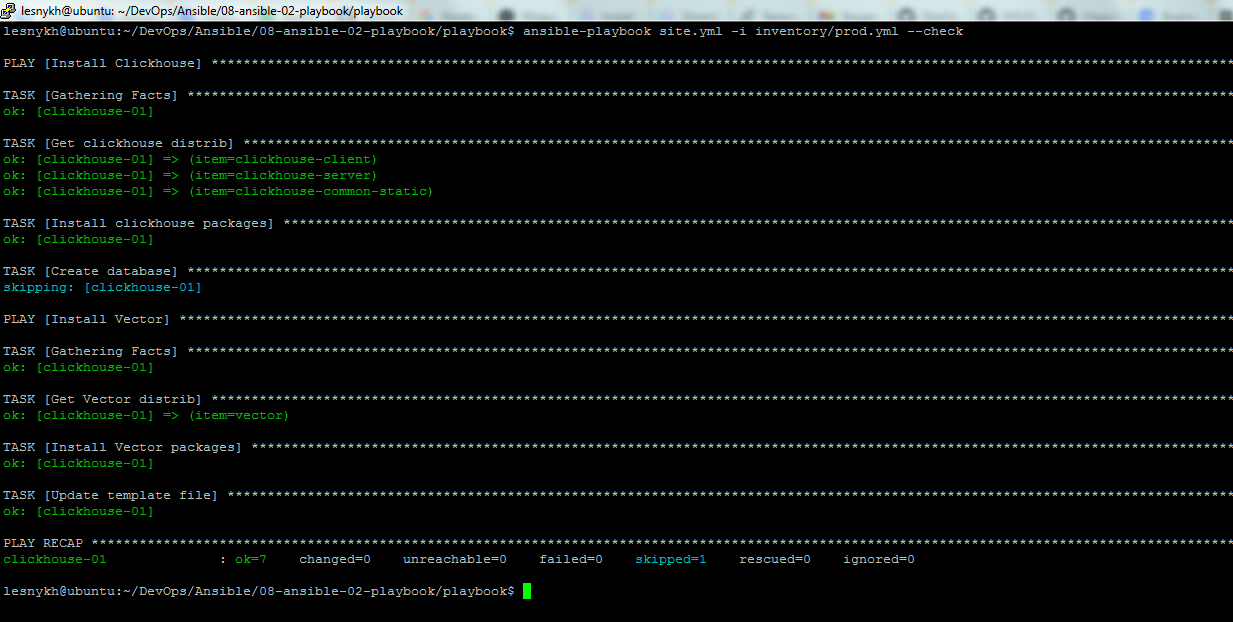 lesnykh@ubuntu: ~/DevOps/Ansible/08-ansible-02-playbook/playbook
lesnykh@ubuntu:~/DevOps/Ansible/08-ansible-02-playbook/playbook$ ansible-playbook site.yml -i inventory/prod.yml --check
PLAY [Install Clickhouse] ********************************************************************************************************************************
TASK [Gathering Facts] ***********************************************************************************************************************************
ok: [clickhouse-01]
TASK [Get clickhouse distrib] ****************************************************************************************************************************
ok: [clickhouse-01] => (item=clickhouse-client)
ok: [clickhouse-01] => (item=clickhouse-server)
ok: [clickhouse-01] => (item=clickhouse-common-static)
TASK [Install clickhouse packages] ***********************************************************************************************************************
ok: [clickhouse-01]
TASK [Create database] ***********************************************************************************************************************************
skipping: [clickhouse-01]
PLAY [Install Vector] ************************************************************************************************************************************
TASK [Gathering Facts] ***********************************************************************************************************************************
ok: [clickhouse-01]
TASK [Get Vector distrib] ********************************************************************************************************************************
ok: [clickhouse-01] => (item=vector)
TASK [Install Vector packages] ***************************************************************************************************************************
ok: [clickhouse-01]
TASK [Update template file] ******************************************************************************************************************************
ok: [clickhouse-01]
PLAY RECAP ***********************************************************************************************************************************************
clickhouse-01              : ok=7    changed=0    unreachable=0    failed=0    skipped=1    rescued=0    ignored=0
lesnykh@ubuntu:~/DevOps/Ansible/08-ansible-02-playbook/playbook$